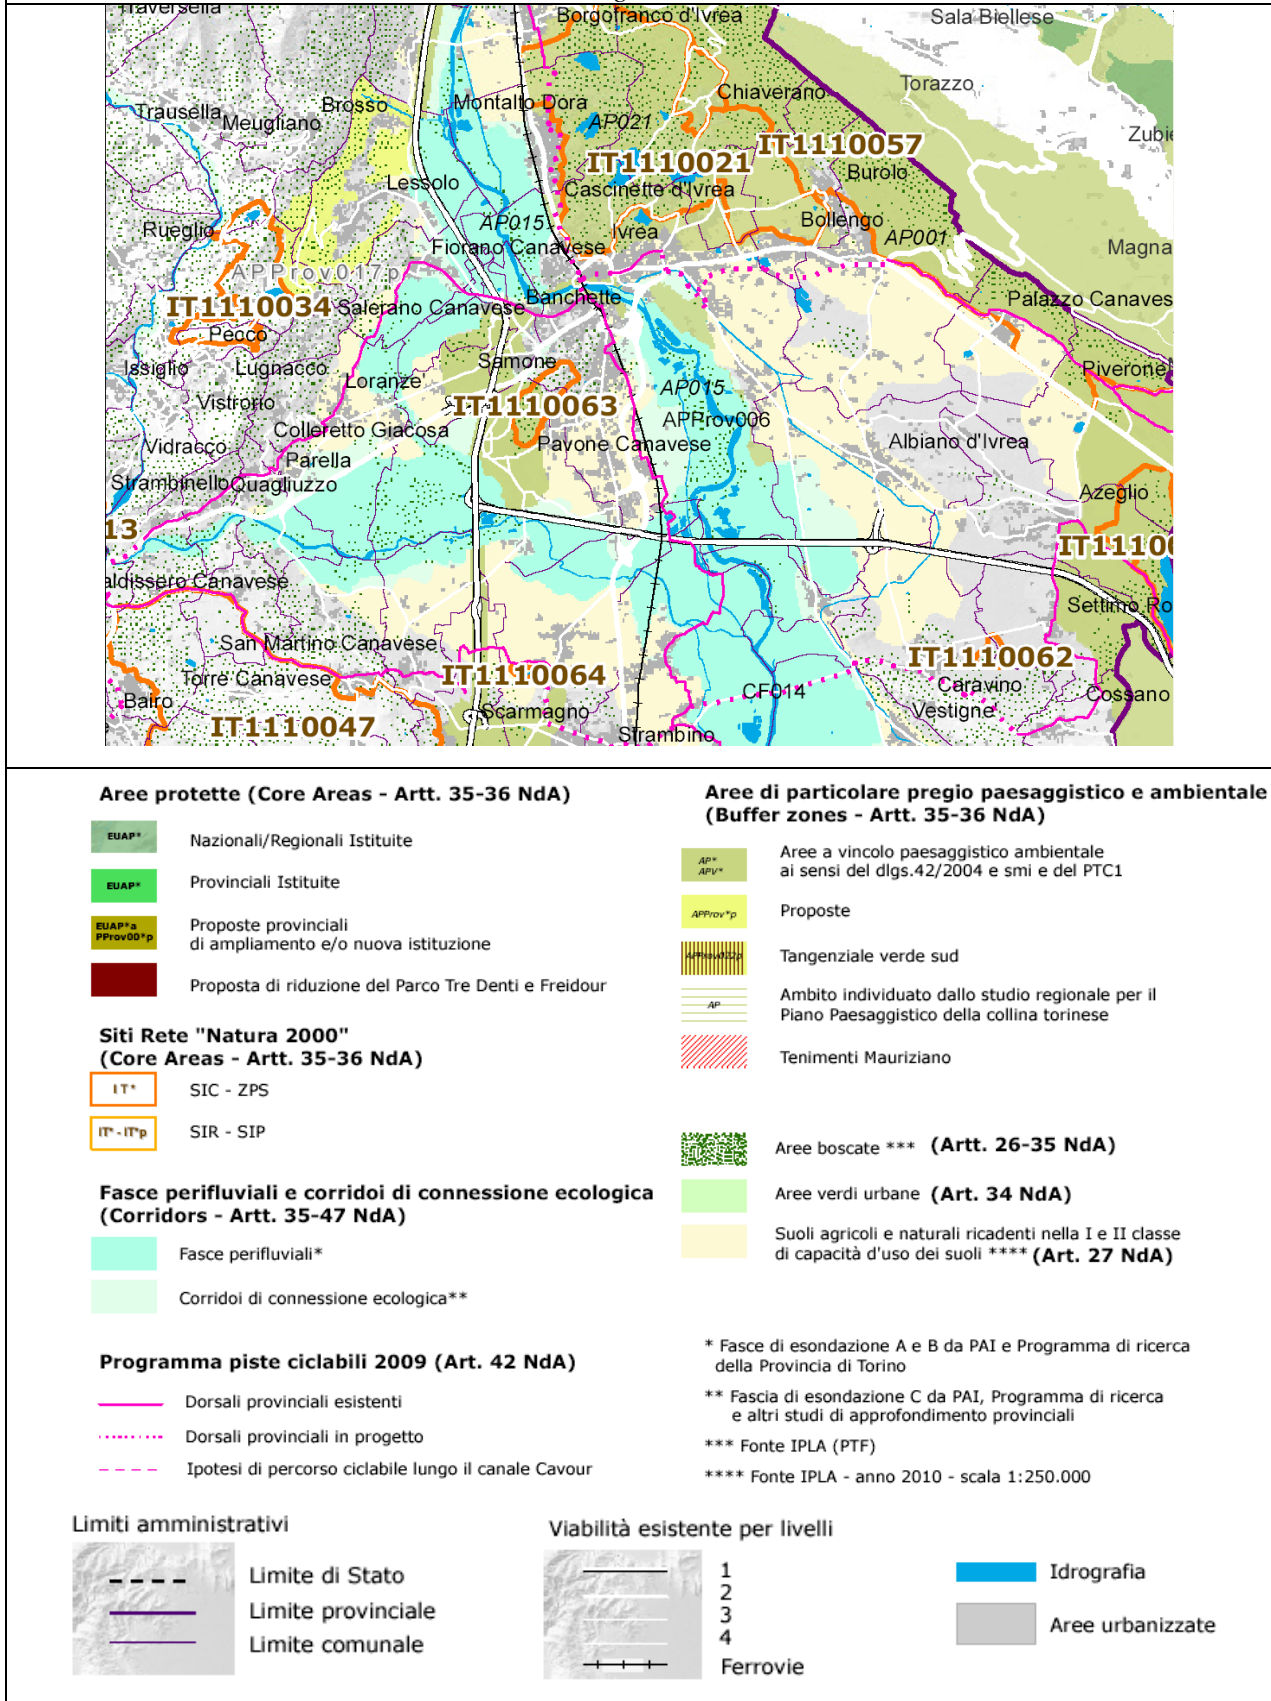 Traversella
Borgofranco d'Ivrea
Sala Biellese
Torazzo
Chiaverano
Brosso
Montalto Dora
Trausella
Meugliano
AP021
Zubie
IT1110057
IT1110021
Burolo
Lessolo
Cascinette d'Ivrea
Bollengo
AP015
Rueglio
Ivrea
AP001
Fiorano Canavese
Magna
APProv017p
Palazzo Canaves
Banchette
IT1110034
Salerano Canavese
Pecco
Samone
Issiglio
Lugnacco
Piverone
Loranze'
AP015
Vistrorio
IT1110063
APProv006
Colleretto Giacosa
Pavone Canavese
Albiano d'Ivrea
Vidracco
Parella
Strambinello
Quagliuzzo
Azeglio
13
IT11100
aldissero Canavese
Settimo Ro
San Martino Canavese
IT1110062
IT1110064
Torre Canavese
Caravino
CF014
Cossano
Bairo
Scarmagno
Vestigne
IT1110047
Strambino
Aree protette (Core Areas - Artt. 35-36 NdA)
EUAP*
Nazionali/Regionali Istituite
EUAP*
Provinciali Istituite
EUAP*a
PProv00*p
Proposte provinciali
di ampliamento e/o nuova istituzione
Proposta di riduzione del Parco Tre Denti e Freidour
Siti Rete "Natura 2000"
(Core Areas - Artt. 35-36 NdA)
IT*
SIC - ZPS
IT* - IT*p
SIR - SIP
Fasce perifluviali e corridoi di connessione ecologica
(Corridors - Artt. 35-47 NdA)
Fasce perifluviali*
Corridoi di connessione ecologica**
Programma piste ciclabili 2009 (Art. 42 NdA)
Dorsali provinciali esistenti
Dorsali provinciali in progetto
Ipotesi di percorso ciclabile lungo il canale Cavour
Aree di particolare pregio paesaggistico e ambientale
(Buffer zones - Artt. 35-36 NdA)
AP*
APV*
Aree a vincolo paesaggistico ambientale
ai sensi del dlgs.42/2004 e smi e del PTC1
APProv*p
Proposte
APProv022p
Tangenziale verde sud
AP
Ambito individuato dallo studio regionale per il
Piano Paesaggistico della collina torinese
Tenimenti Mauriziano
Aree boscate *** (Artt. 26-35 NdA)
Aree verdi urbane (Art. 34 NdA)
Suoli agricoli e naturali ricadenti nella I e II classe
di capacità d'uso dei suoli **** (Art. 27 NdA)
* Fasce di esondazione A e B da PAI e Programma di ricerca
della Provincia di Torino
** Fascia di esondazione C da PAI, Programma di ricerca
e altri studi di approfondimento provinciali
*** Fonte IPLA (PTF)
**** Fonte IPLA - anno 2010 - scala 1:250.000
Limiti amministrativi
Limite di Stato
Limite provinciale
Limite comunale
Viabilità esistente per livelli
1
2
3
4
Ferrovie
Idrografia
Aree urbanizzate